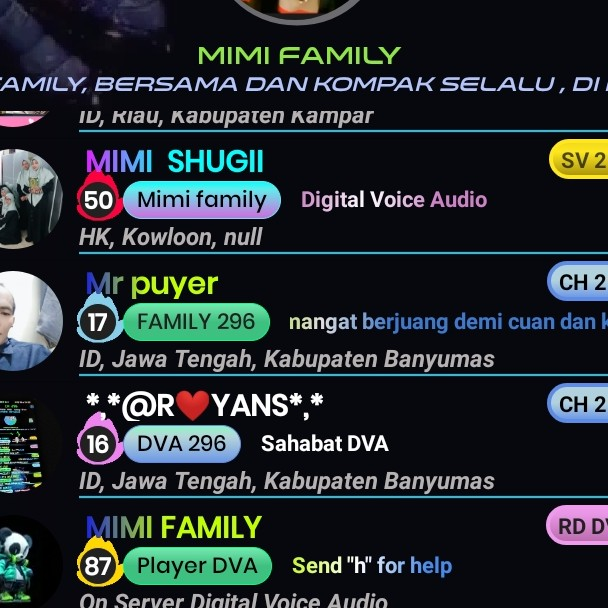 MIMI FAMILY
FAMILY, BERSAMA DAN KOMPAK SELALU , DI
ID, Riau, Kabupaten Kampar
MIMI SHUGII SV 2
50 Mimi family Digital Voice Audio
HK, Kowloon, null
Mr puyer CH 2
17 FAMILY 296 nangat berjuang demi cuan dan k
ID, Jawa Tengah, Kabupaten Banyumas
*,*@R❤️YANS*,* CH 2
16 DVA 296 Sahabat DVA
ID, Jawa Tengah, Kabupaten Banyumas
MIMI FAMILY RD DV
87 Player DVA Send "h" for help
On Server Digital Voice Audio